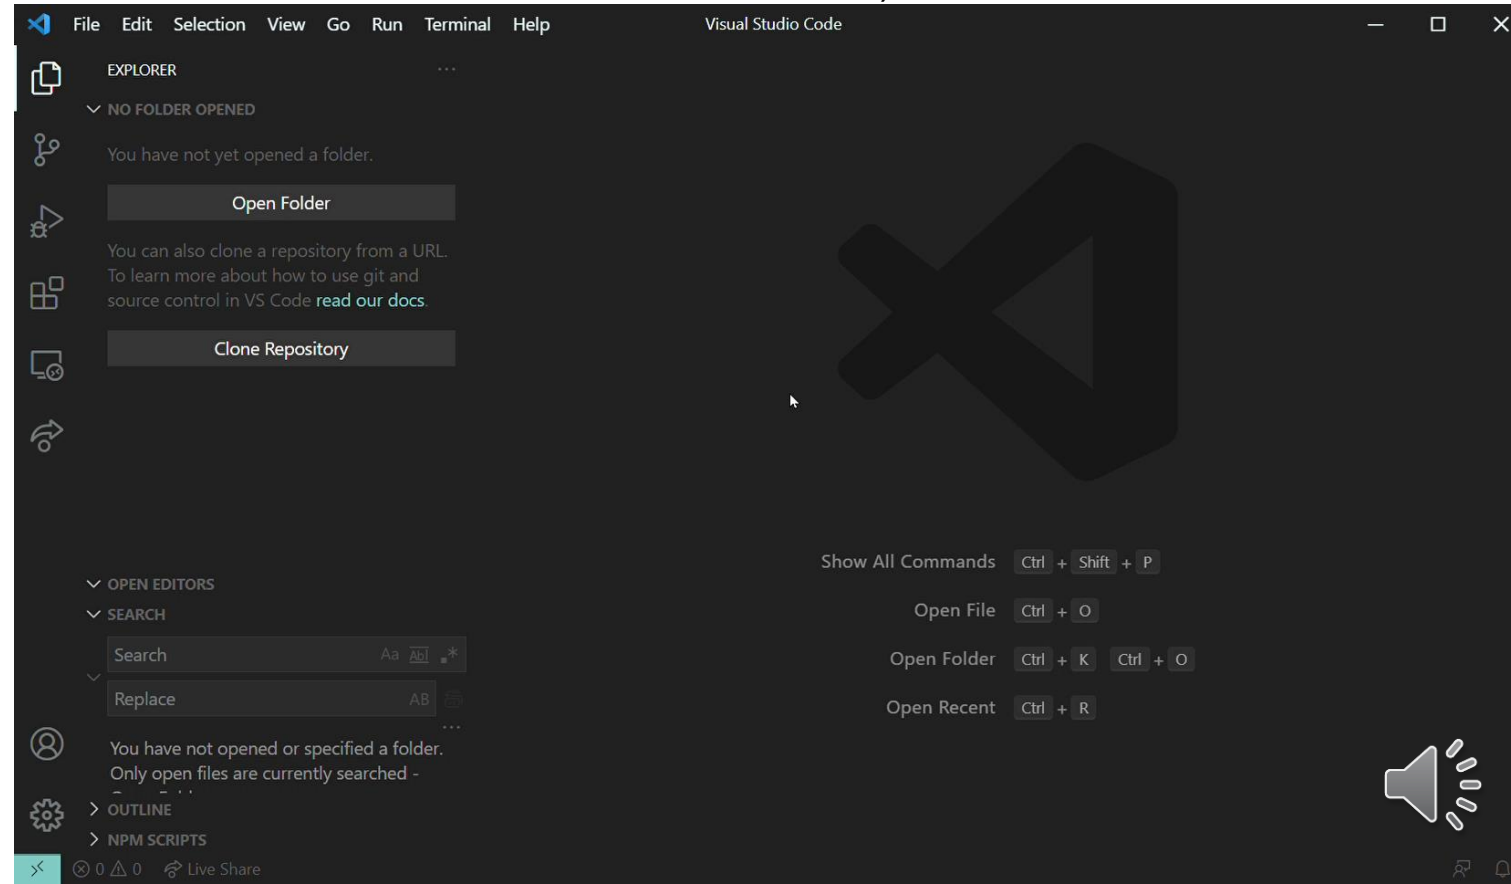 File Edit Selection View Go Run Terminal Help
Visual Studio Code
EXPLORER
NO FOLDER OPENED
You have not yet opened a folder.
Open Folder
You can also clone a repository from a URL.
To learn more about how to use git and
source control in VS Code read our docs.
Clone Repository
Show All Commands Ctrl + Shift + P
Open File Ctrl + O
Open Folder Ctrl + K Ctrl + O
Open Recent Ctrl + R
OPEN EDITORS
SEARCH
Search Aa Abl .*
Replace AB
You have not opened or specified a folder.
Only open files are currently searched -
OUTLINE
NPM SCRIPTS
0 0 Live Share